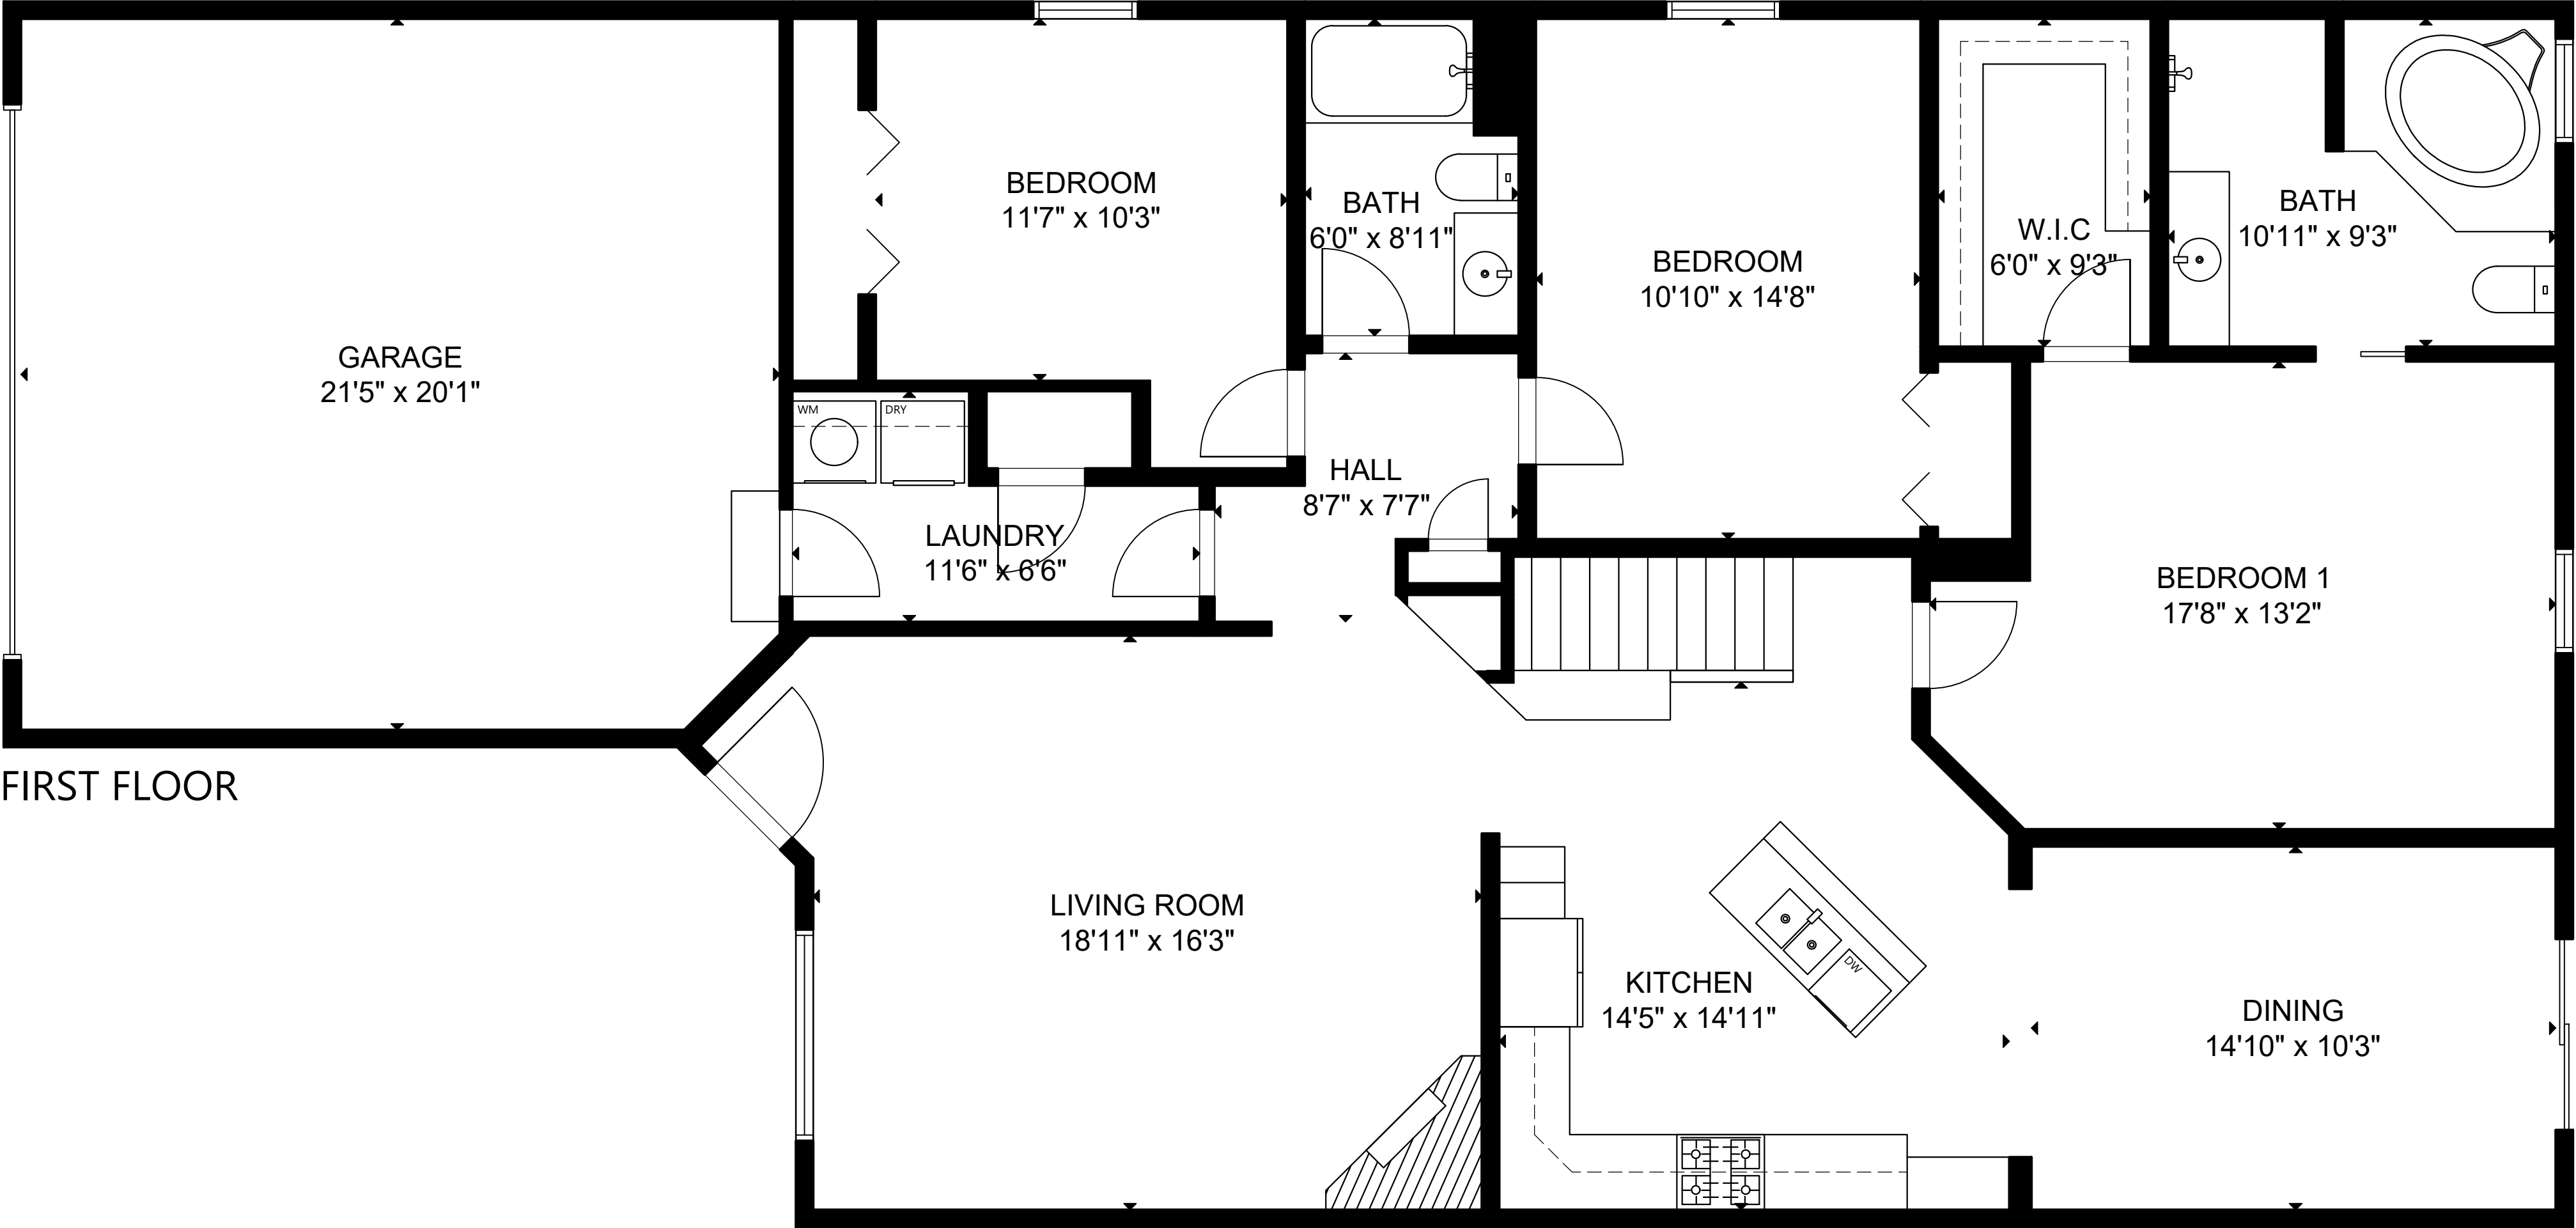 GARAGE
21'5" x 20'1"
BEDROOM
11'7" x 10'3"
BATH
6'0" x 8'11"
BEDROOM
10'10" x 14'8"
W.I.C
6'0" x 9'3"
BATH
10'11" x 9'3"
WM
DRY
HALL
8'7" x 7'7"
LAUNDRY
11'6" x 6'6"
BEDROOM 1
17'8" x 13'2"
FIRST FLOOR
LIVING ROOM
18'11" x 16'3"
KITCHEN
14'5" x 14'11"
DW
DINING
14'10" x 10'3"